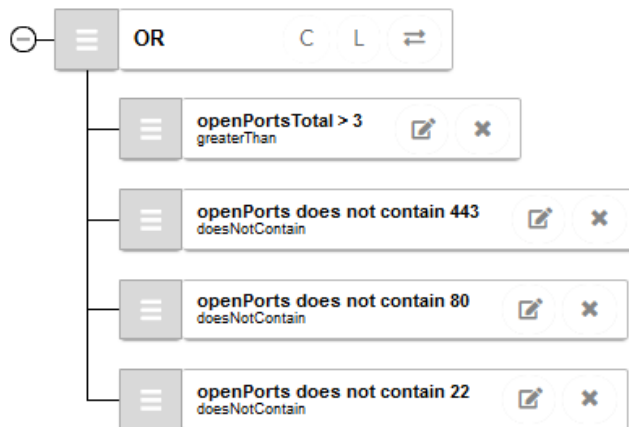 OR C L
openPortsTotal > 3
greaterThan
openPorts does not contain 443
doesNotContain
openPorts does not contain 80
doesNotContain
openPorts does not contain 22
doesNotContain